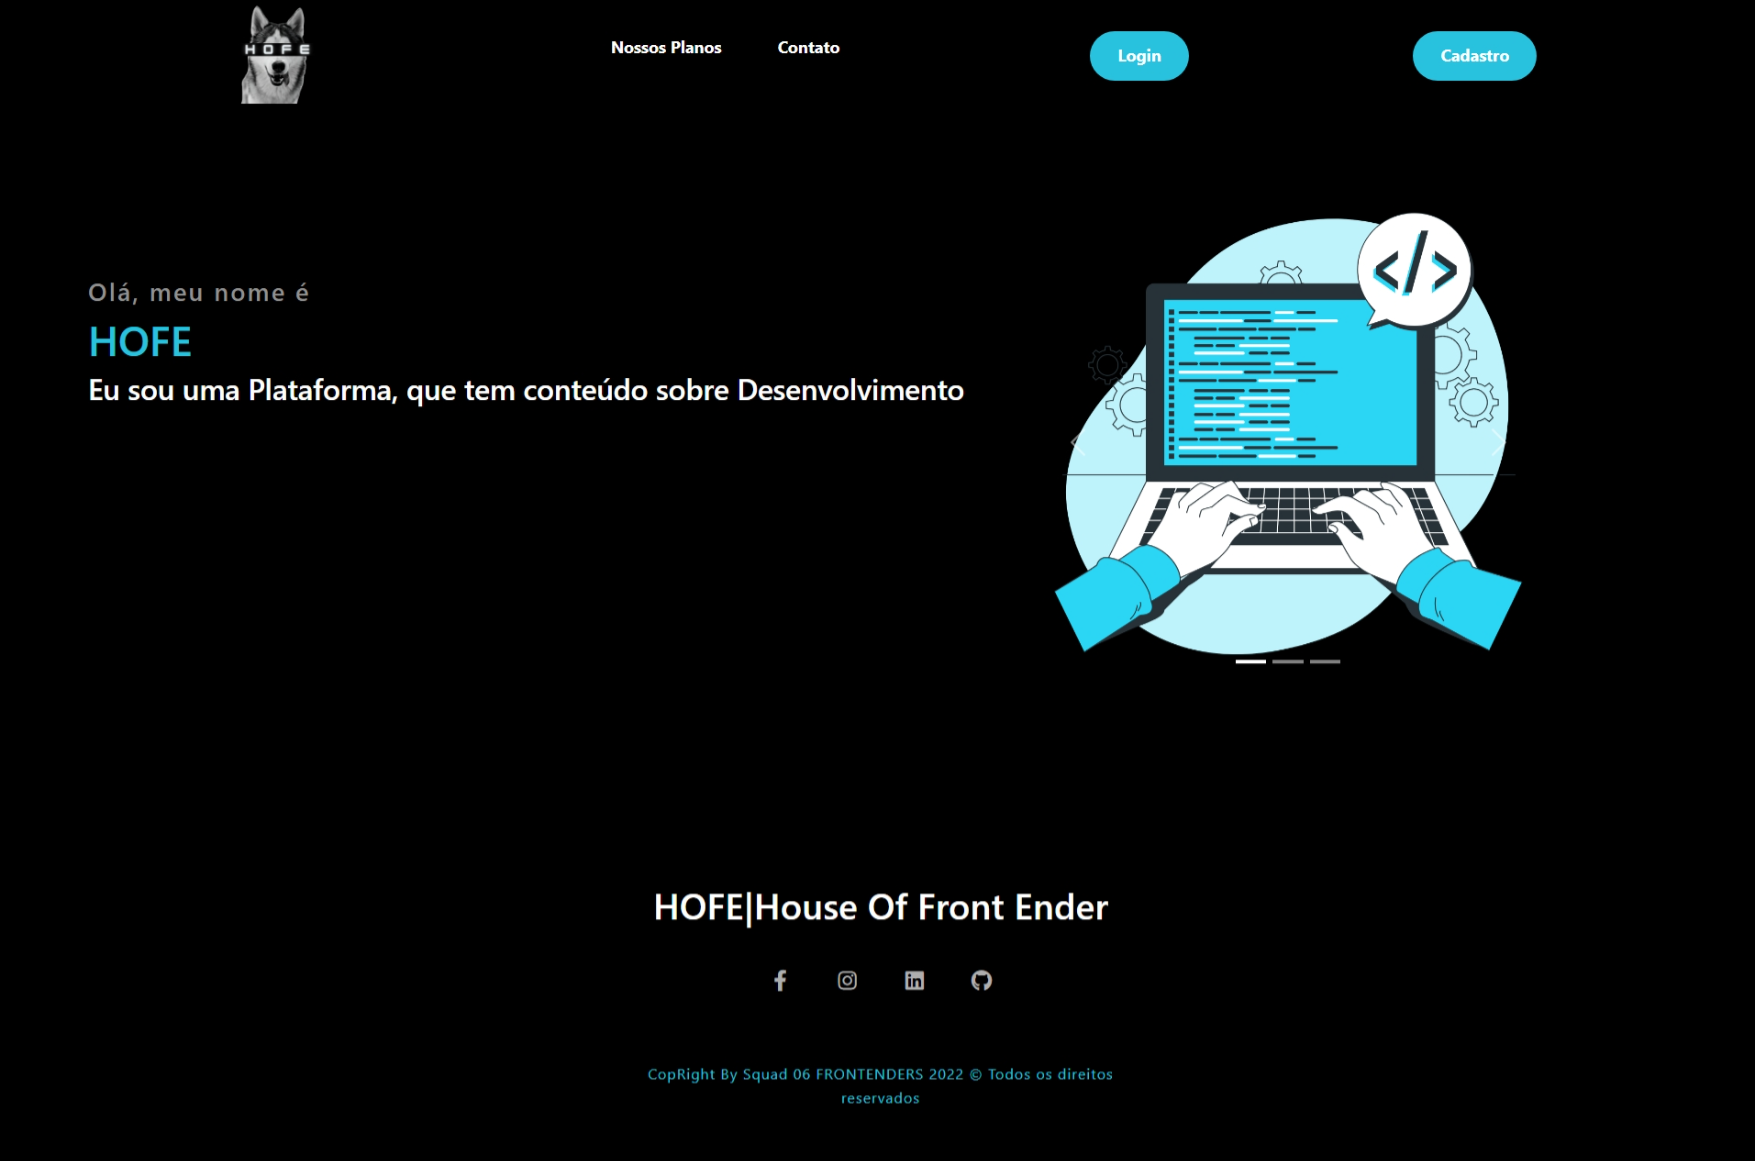 HOFE
Nossos Planos
Contato
Login
Cadastro
</>
Olá, meu nome é
HOFE
Eu sou uma Plataforma, que tem conteúdo sobre Desenvolvimento
HOFE|House Of Front Ender
CopRight By Squad 06 FRONTENDERS 2022 © Todos os direitos
reservados